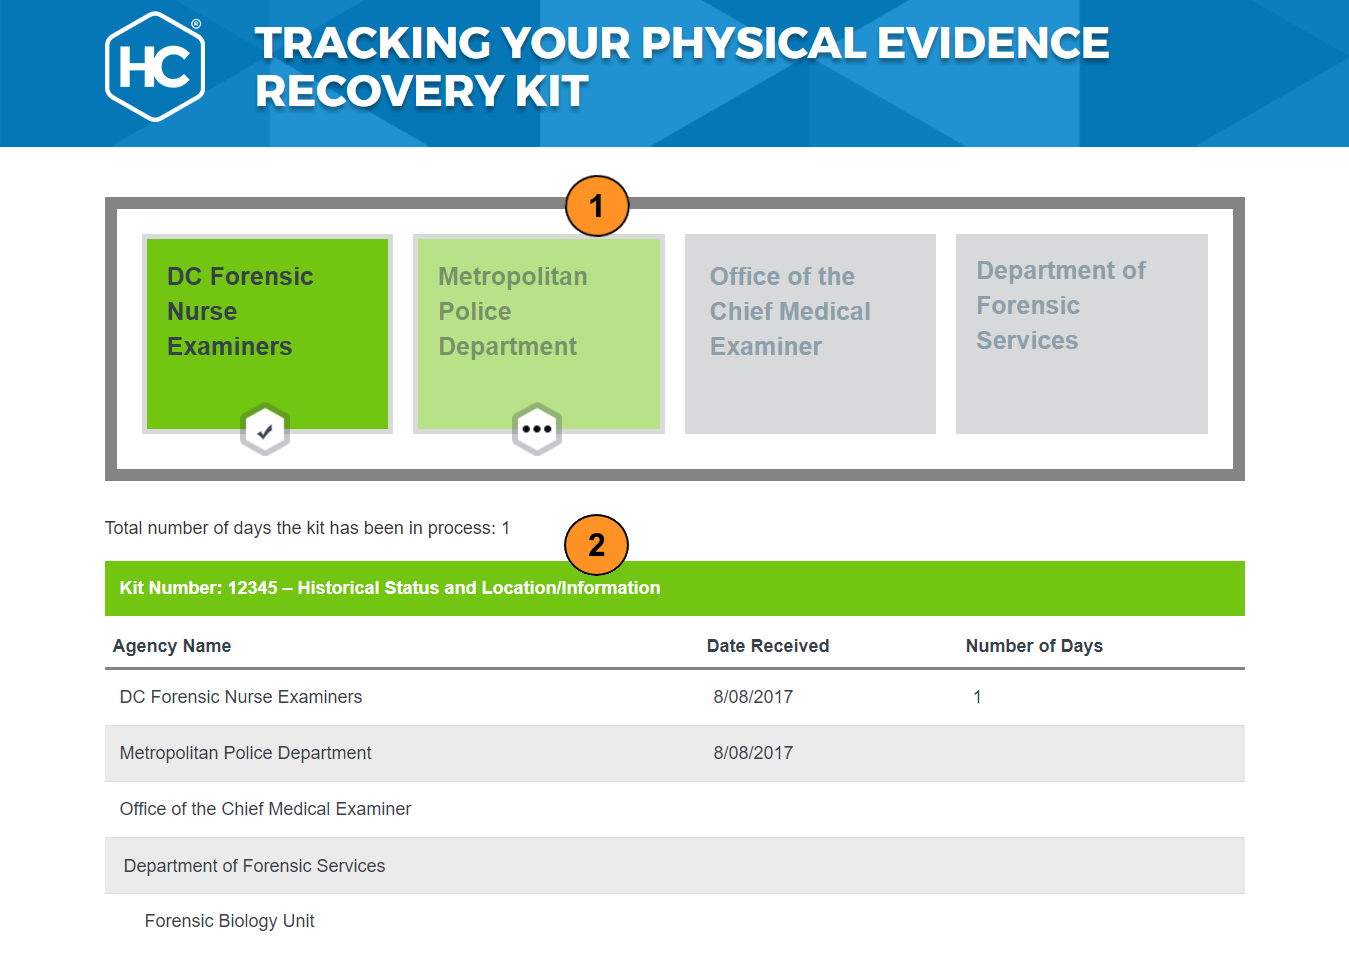 HC®
TRACKING YOUR PHYSICAL EVIDENCE
RECOVERY KIT
1
DC Forensic
Nurse
Examiners
Metropolitan
Police
Department
Office of the
Chief Medical
Examiner
Department of
Forensic
Services
Total number of days the kit has been in process: 1
2
Kit Number: 12345 – Historical Status and Location/Information
Agency Name Date Received Number of Days
DC Forensic Nurse Examiners 8/08/2017 1
Metropolitan Police Department 8/08/2017
Office of the Chief Medical Examiner
Department of Forensic Services
Forensic Biology Unit